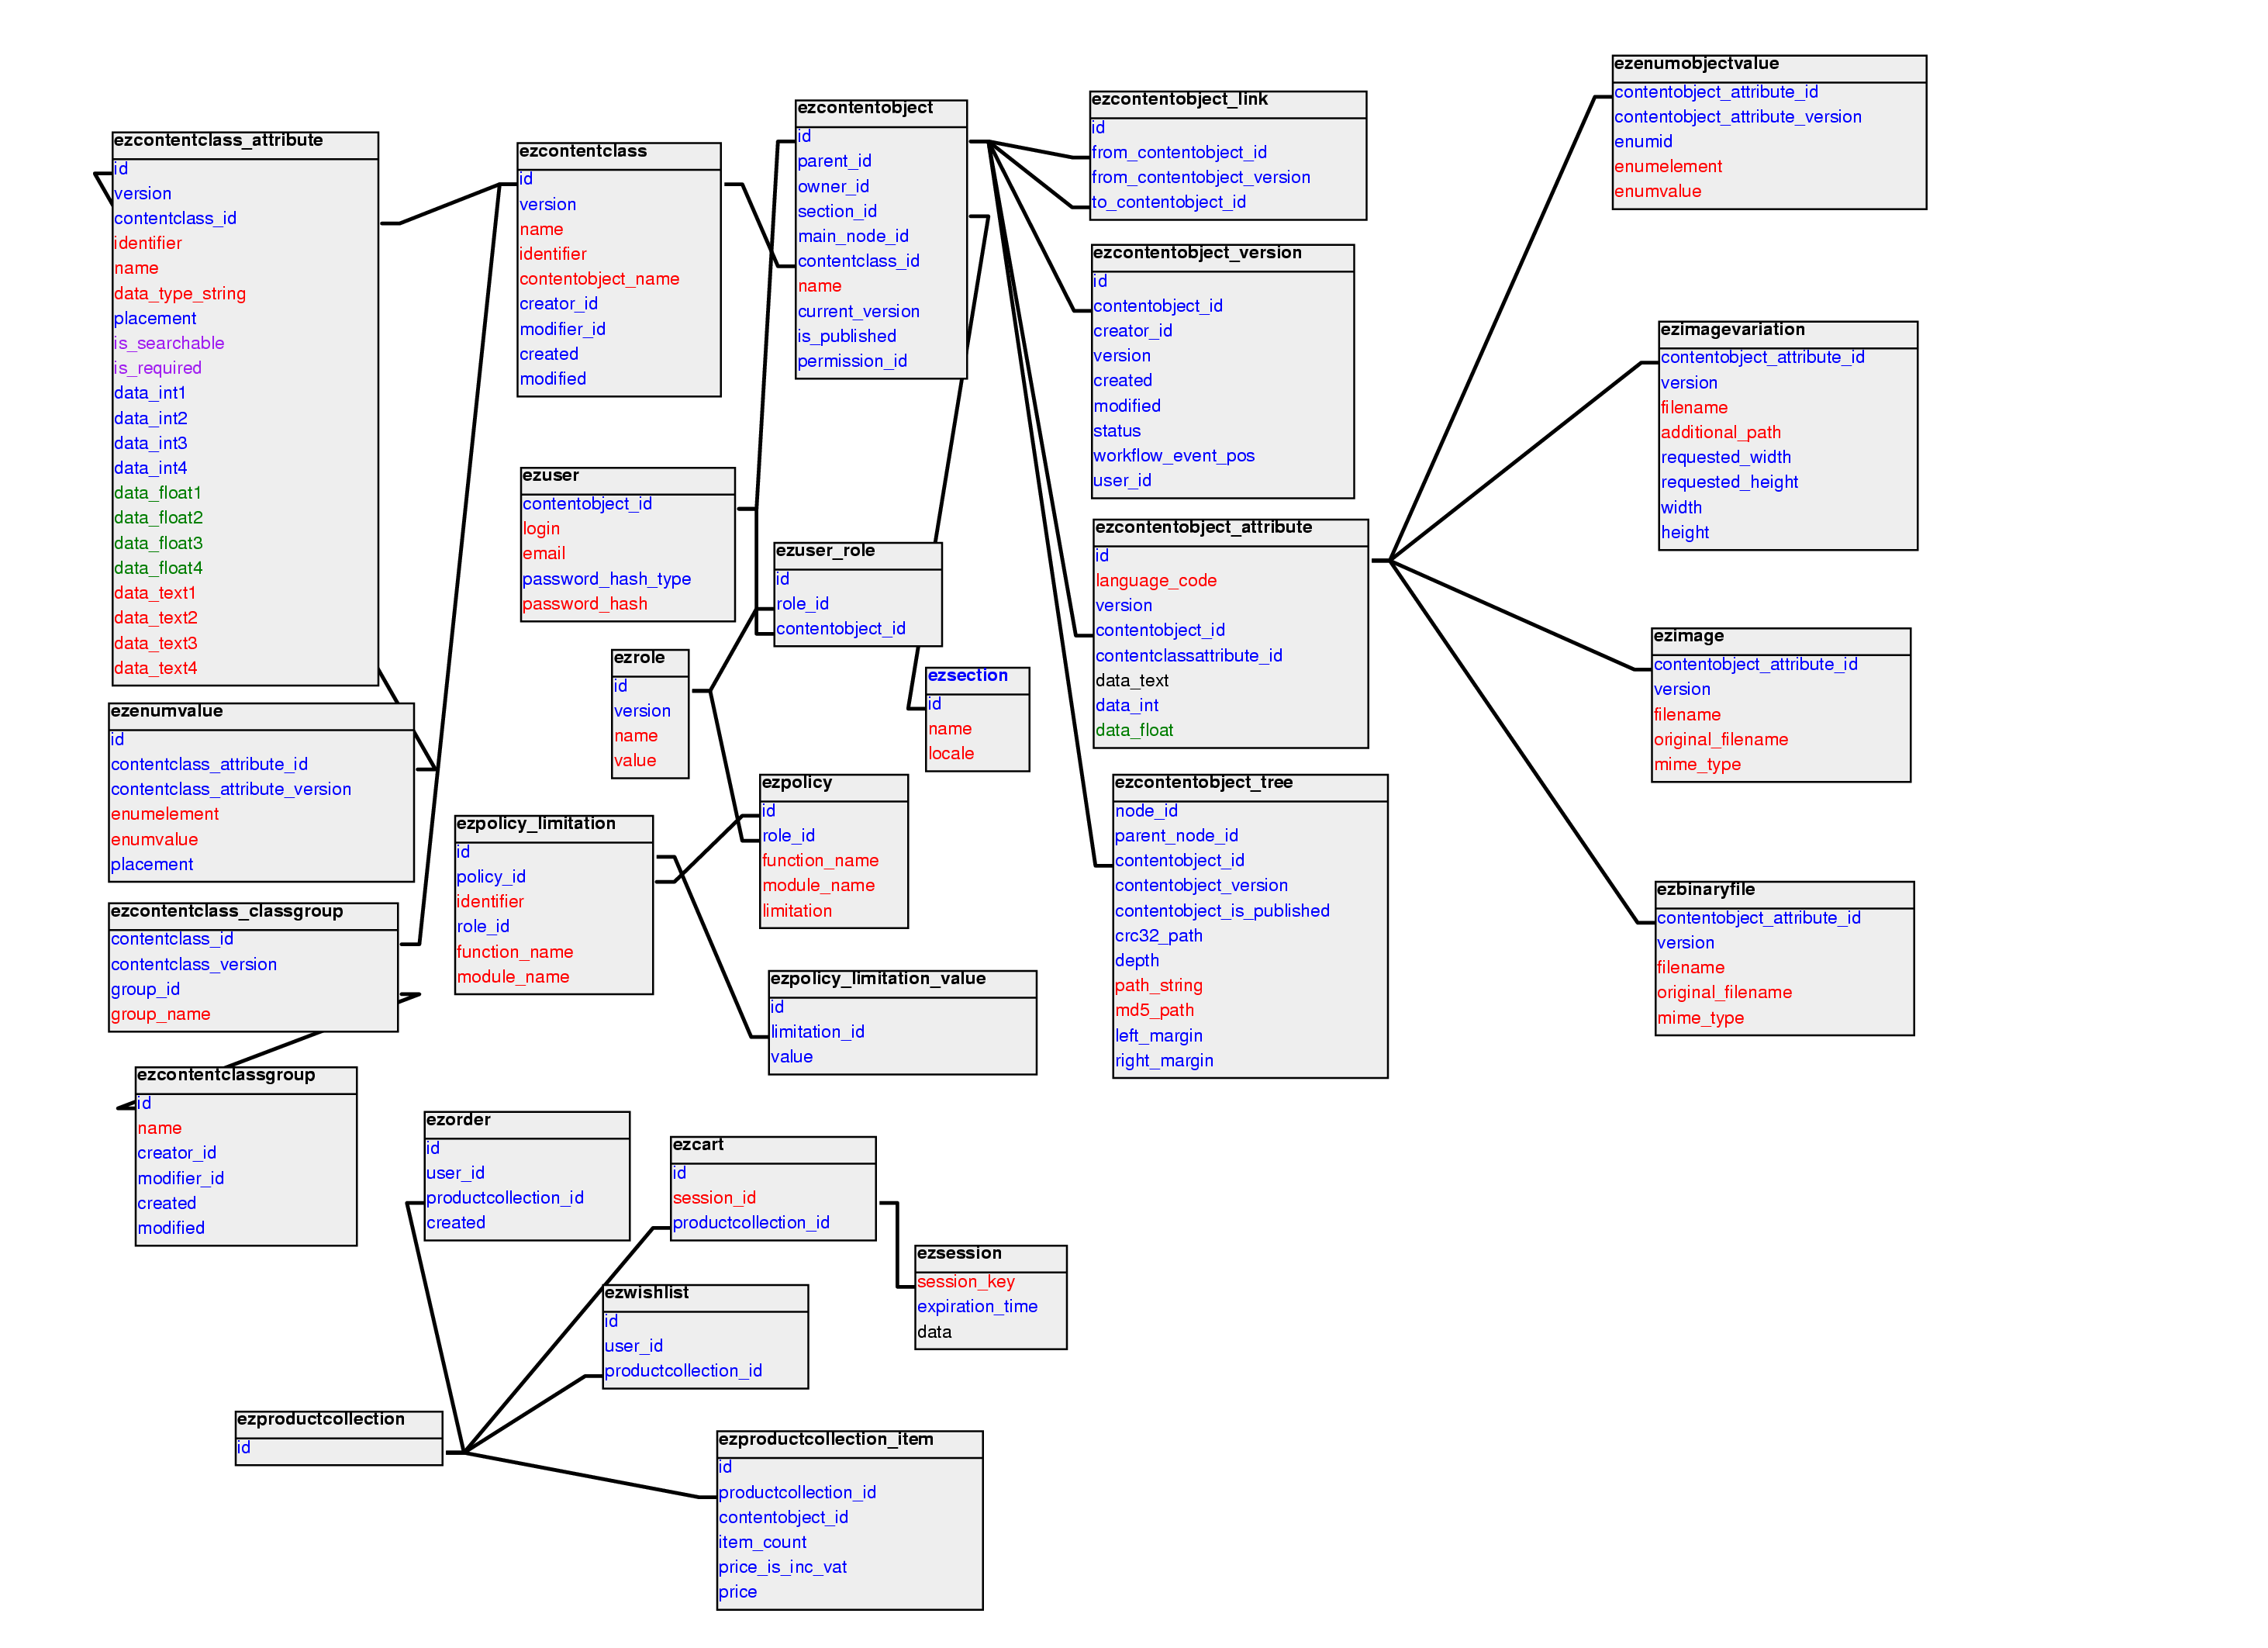 ezcontentclass_attribute
id
version
contentclass_id
identifier
name
data_type_string
placement
is_searchable
is_required
data_int1
data_int2
data_int3
data_int4
data_float1
data_float2
data_float3
data_float4
data_text1
data_text2
data_text3
data_text4
ezenumvalue
id
contentclass_attribute_id
contentclass_attribute_version
enumelement
enumvalue
placement
ezcontentclass_classgroup
contentclass_id
contentclass_version
group_id
group_name
ezcontentclassgroup
id
name
creator_id
modifier_id
created
modified
ezcontentclass
id
version
name
identifier
contentobject_name
creator_id
modifier_id
created
modified
ezuser
contentobject_id
login
email
password_hash_type
password_hash
ezrole
id
version
name
value
ezpolicy_limitation
id
policy_id
identifier
role_id
function_name
module_name
ezcontentobject
id
parent_id
owner_id
section_id
main_node_id
contentclass_id
name
current_version
is_published
permission_id
ezuser_role
id
role_id
contentobject_id
ezsection
id
name
locale
ezpolicy
id
role_id
function_name
module_name
limitation
ezpolicy_limitation_value
id
limitation_id
value
ezorder
id
user_id
productcollection_id
created
ezcart
id
session_id
productcollection_id
ezsession
session_key
expiration_time
data
ezwishlist
id
user_id
productcollection_id
ezproductcollection
id
ezproductcollection_item
id
productcollection_id
contentobject_id
item_count
price_is_inc_vat
price
ezcontentobject_link
id
from_contentobject_id
from_contentobject_version
to_contentobject_id
ezcontentobject_version
id
contentobject_id
creator_id
version
created
modified
status
workflow_event_pos
user_id
ezcontentobject_attribute
id
language_code
version
contentobject_id
contentclassattribute_id
data_text
data_int
data_float
ezcontentobject_tree
node_id
parent_node_id
contentobject_id
contentobject_version
contentobject_is_published
crc32_path
depth
path_string
md5_path
left_margin
right_margin
ezenumobjectvalue
contentobject_attribute_id
contentobject_attribute_version
enumid
enumelement
enumvalue
ezimagevariation
contentobject_attribute_id
version
filename
additional_path
requested_width
requested_height
width
height
ezimage
contentobject_attribute_id
version
filename
original_filename
mime_type
ezbinaryfile
contentobject_attribute_id
version
filename
original_filename
mime_type